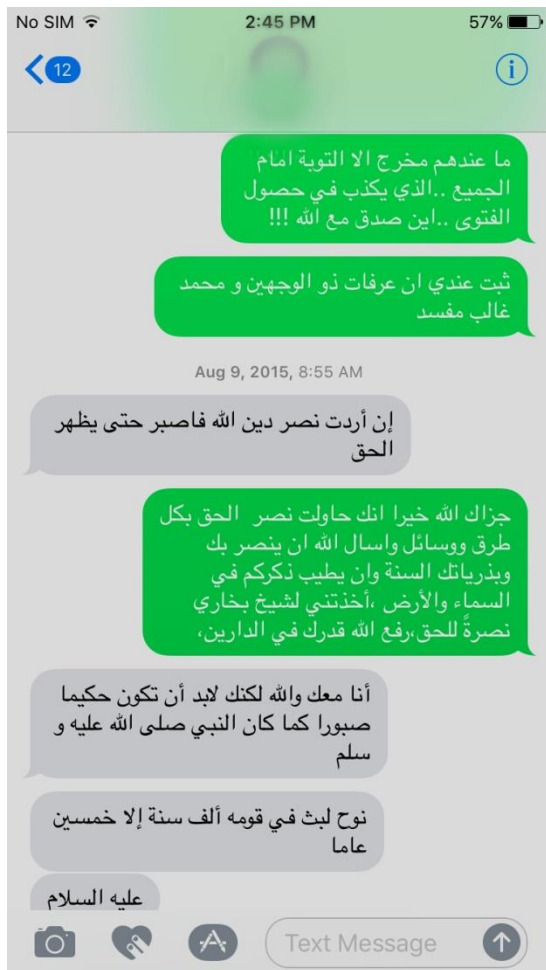 No SIM
2:45 PM
57%
12
ما عندهم مخرج الا التوبة امام
الجميع ..الذي يكذب في حصول
الفتوى ..اين صدق مع الله !!!
ثبت عندي ان عرفات ذو الوجهين و محمد
غالب مفسد
Aug 9, 2015, 8:55 AM
إن أردت نصر دين الله فاصبر حتى يظهر
الحق
جزاك الله خيرا انك حاولت نصر الحق بكل
طرق ووسائل واسال الله ان ينصر بك
وبذرياتك السنة وان يطيب ذكركم في
السماء والأرض ،أخذتني لشيخ بخاري
نصرةً للحق،رفع الله قدرك في الدارين،
أنا معك والله لكنك لابد أن تكون حكيما
صبورا كما كان النبي صلى الله عليه و
سلم
نوح لبث في قومه ألف سنة إلا خمسين
عاما
عليه السلام
Text Message